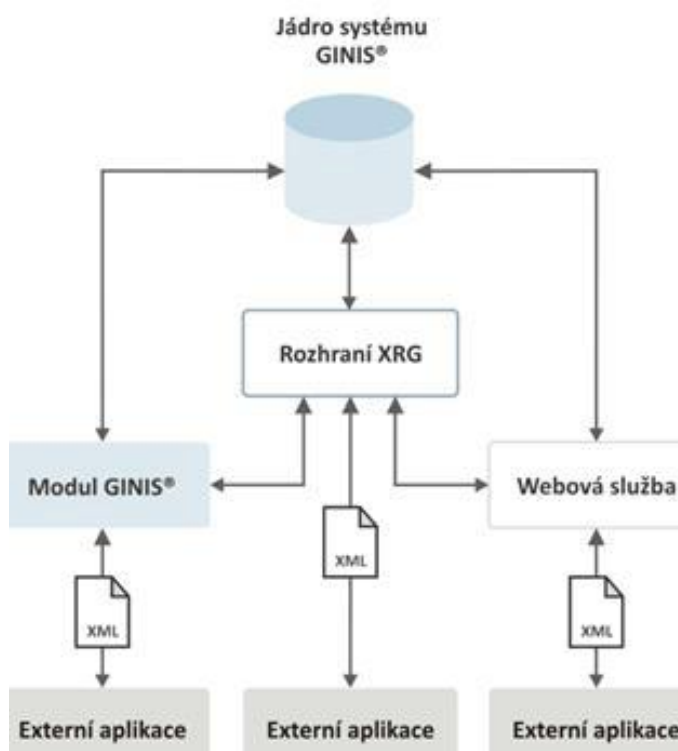 Jádro systému
GINIS®
Rozhraní XRG
Modul GINIS®
Webová služba
XML
XML
XML
Externí aplikace
Externí aplikace
Externí aplikace